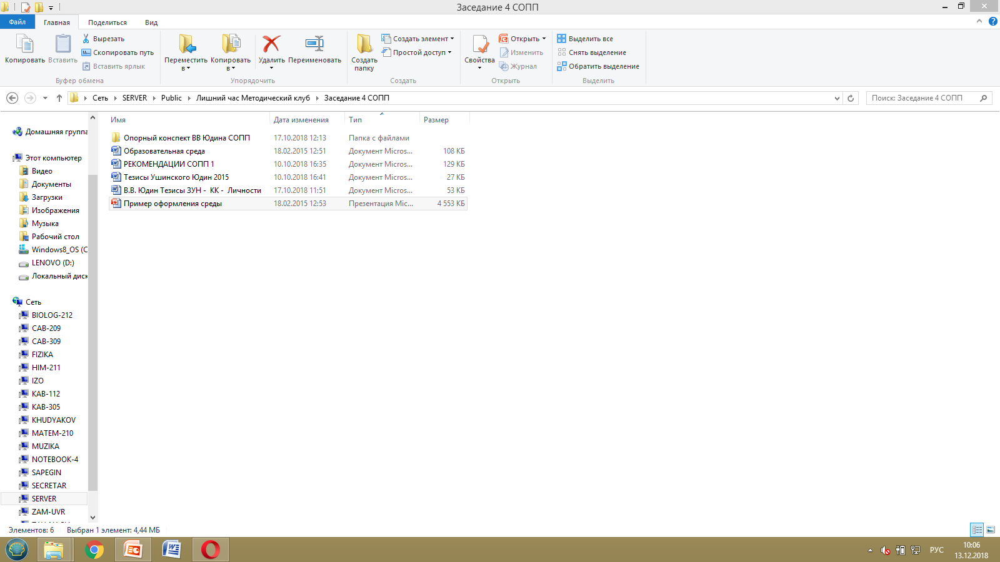 Заседание 4 СОПП
Файл Главная Поделиться Вид
Копировать Вставить Вырезать Скопировать путь Вставить ярлык
Буфер обмена
Переместить в Копировать в Удалить Переименовать
Упорядочить
Создать папку Создать элемент Простой доступ
Создать
Свойства Открыть Изменить Журнал
Открыть
Выделить все Снять выделение Обратить выделение
Выделить
Сеть SERVER Public Лишний час Методический клуб Заседание 4 СОПП
Поиск: Заседание 4 СОПП
Домашняя группа
Этот компьютер
Видео
Документы
Загрузки
Изображения
Музыка
Рабочий стол
Windows8_OS (C
LENOVO (D:)
Локальный диск
Сеть
BIOLOG-212
CAB-209
CAB-309
FIZIKA
HIM-211
IZO
KAB-112
KAB-305
KHUDYAKOV
MATEM-210
MUZIKA
NOTEBOOK-4
SAPEGIN
SECRETAR
SERVER
ZAM-UVR
Имя Дата изменения Тип Размер
Опорный конспект ВВ Юдина СОПП 17.10.2018 12:13 Папка с файлами
Образовательная среда 18.02.2015 12:51 Документ Micros... 108 КБ
РЕКОМЕНДАЦИИ СОПП 1 10.10.2018 16:35 Документ Micros... 129 КБ
Тезисы Ушинского Юдин 2015 10.10.2018 16:41 Документ Micros... 27 КБ
В.В. Юдин Тезисы ЗУН - КК - Личности 17.10.2018 11:51 Документ Micros... 53 КБ
Пример оформления среды 18.02.2015 12:53 Презентация Mic... 4 553 КБ
Элементов: 6 Выбран 1 элемент: 4,44 МБ
РУС
10:06
13.12.2018